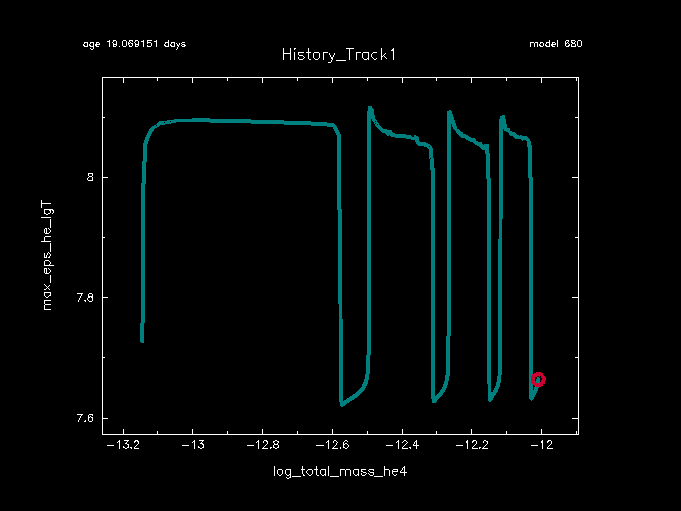 age 19.069151 days
model 680
History_Track1
8
7.8
7.6
max_eps_he_lgT
−13.2
−13
−12.8
−12.6
−12.4
−12.2
−12
log_total_mass_he4